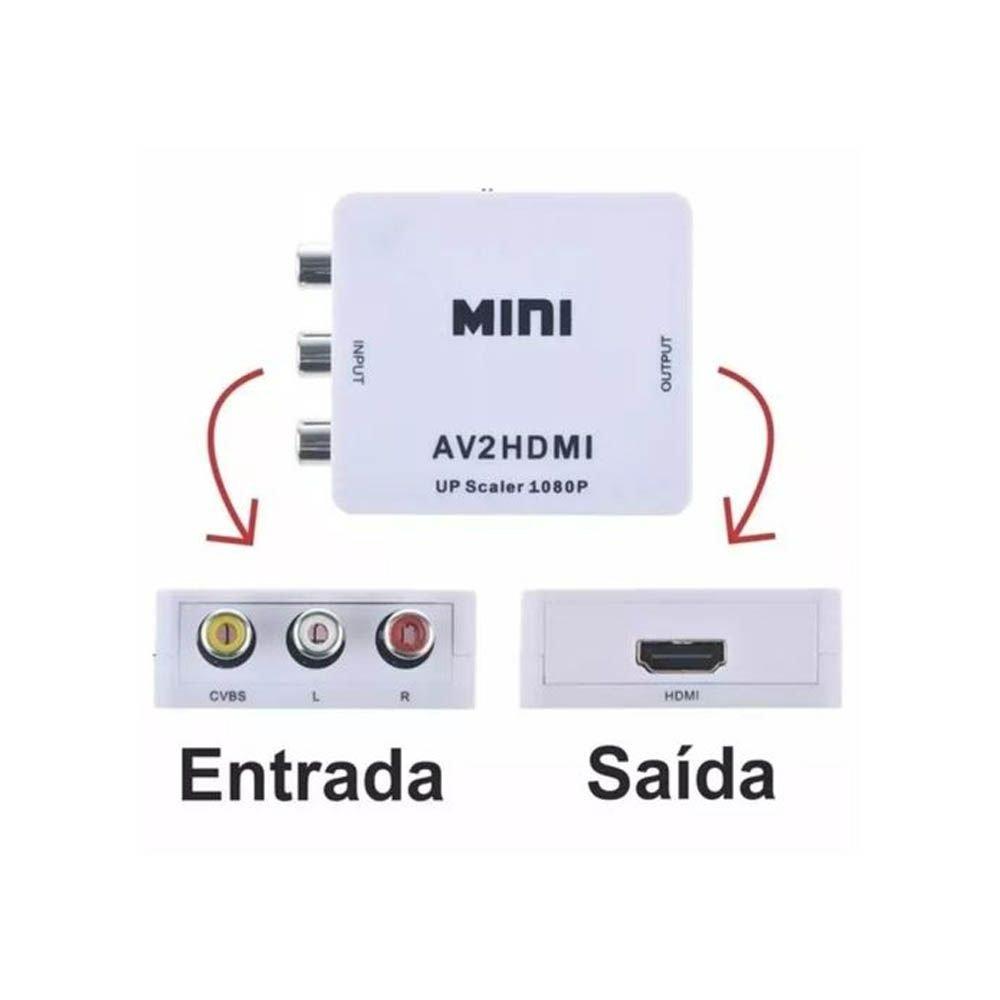 MINI
INPUT
OUTPUT
AV2HDMI
UP Scaler 1080P
CVBS
L
R
HDMI
Entrada
Saída